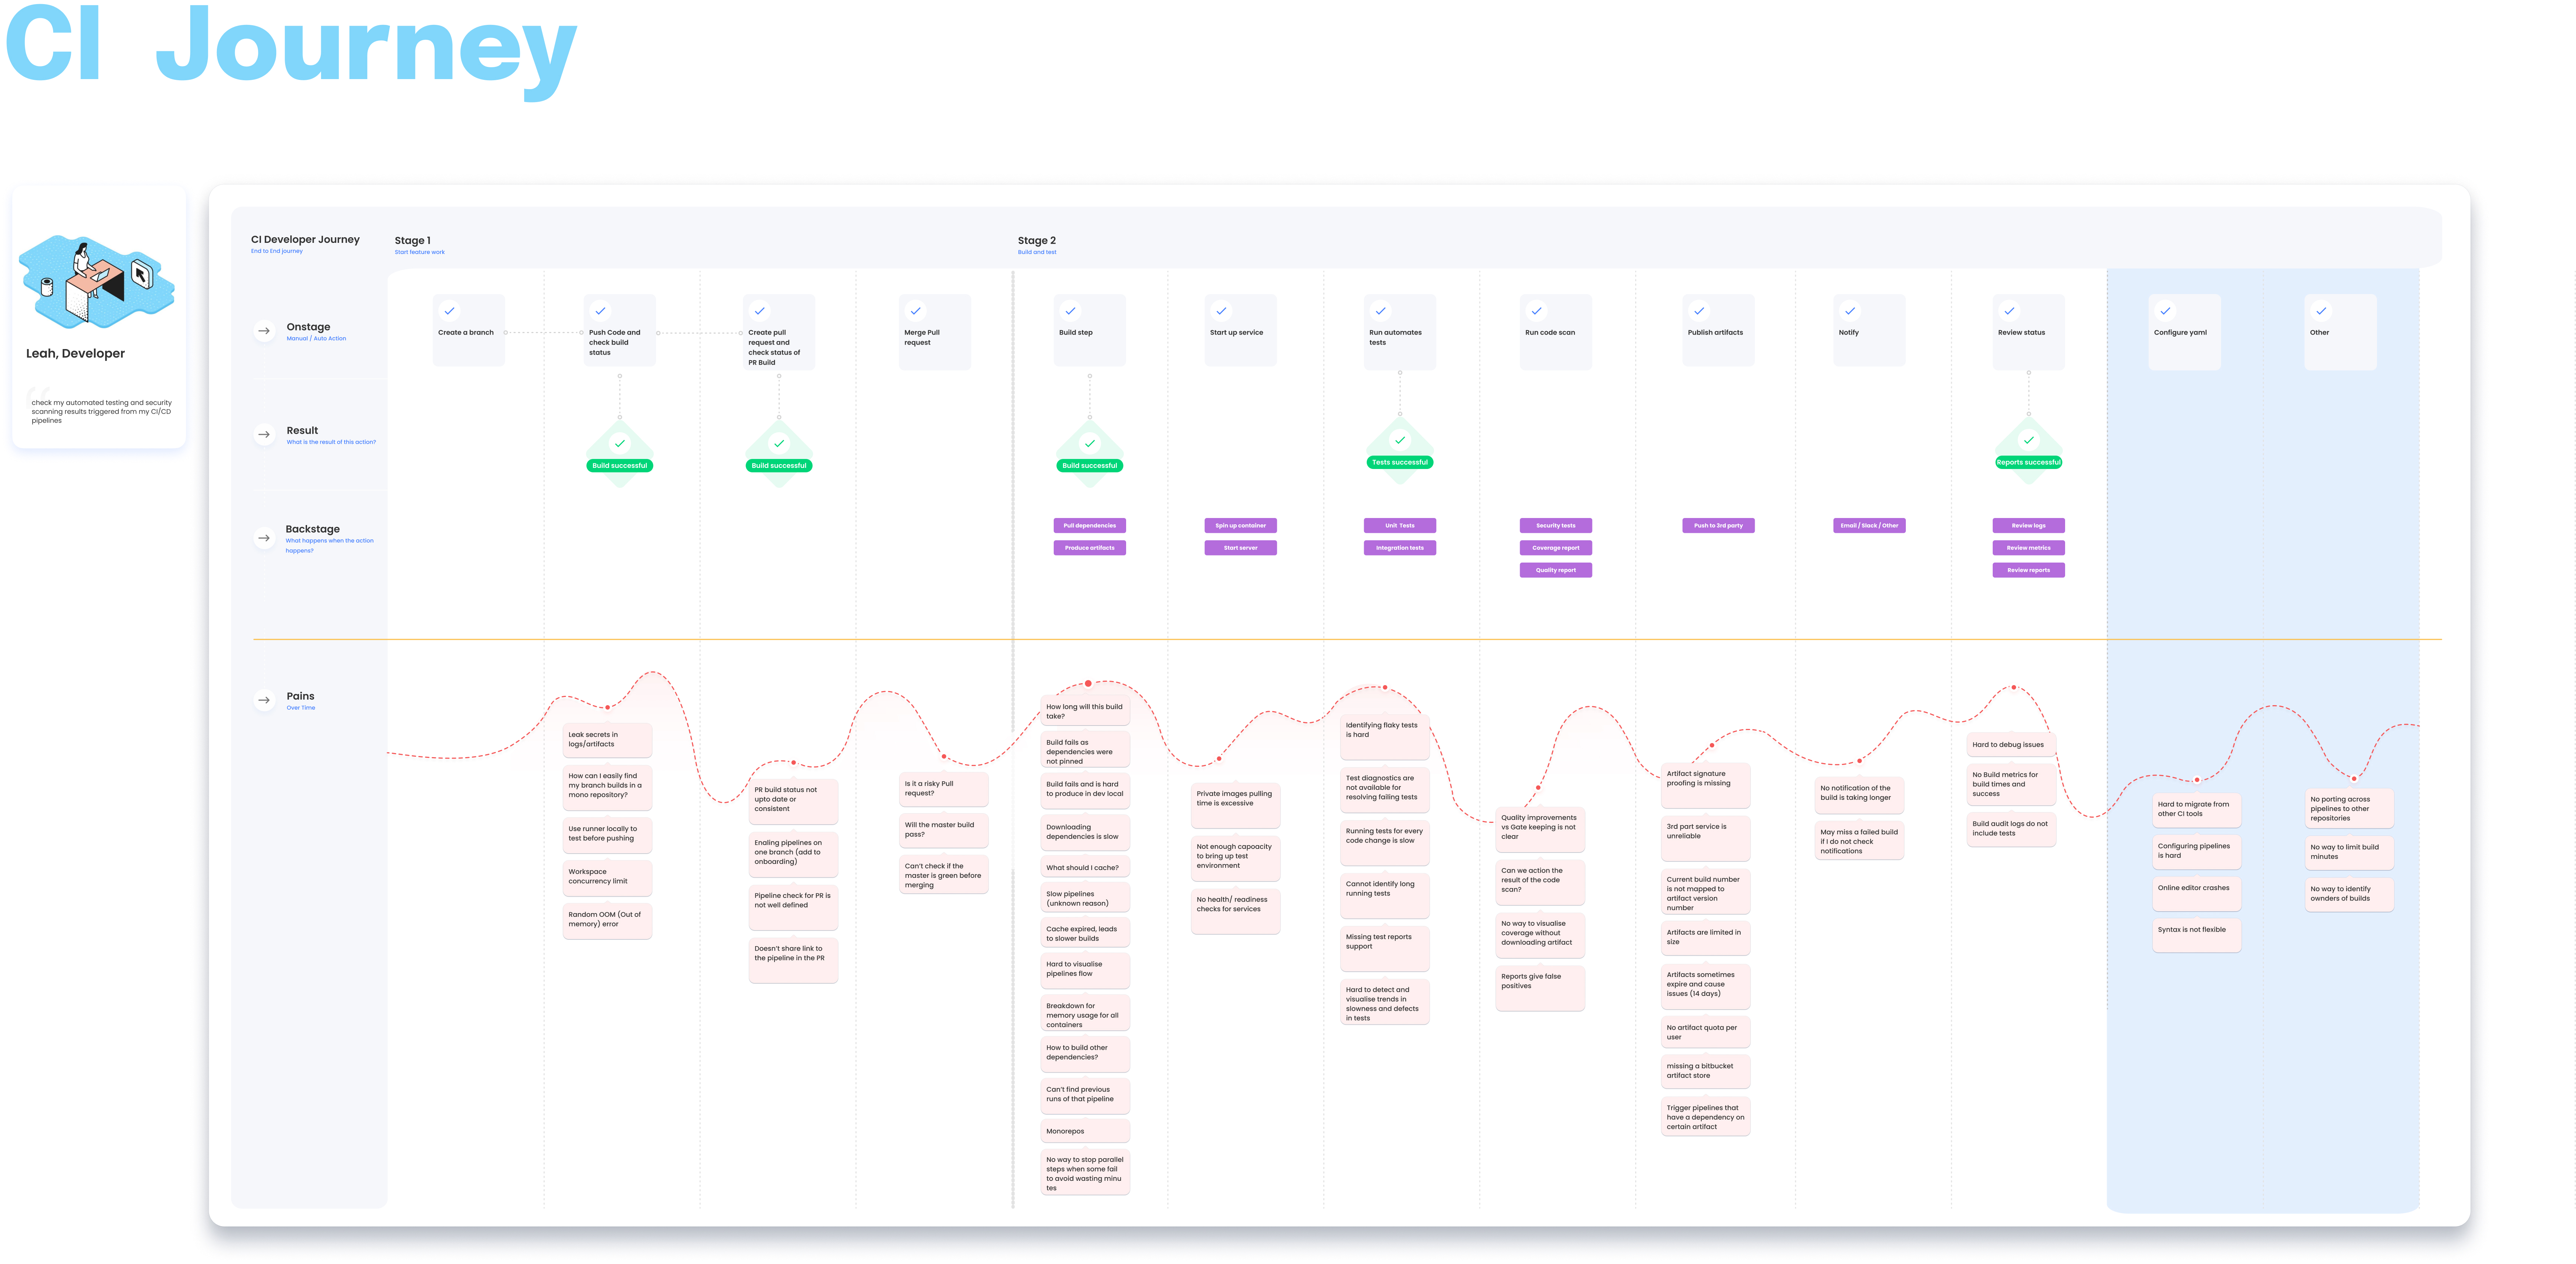 CI Journey
Leah, Developer
“
check my automated testing and security
scanning results triggered from my CI/CD
pipelines
CI Developer Journey
End to End journey
Stage 1
Start feature work
Stage 2
Build and test
Onstage
Manual / Auto Action
Create a branch
Push Code and
check build
status
Create pull
request and
check status of
PR Build
Merge Pull
request
Build step
Start up service
Run automates
tests
Run code scan
Publish artifacts
Notify
Review status
Configure yaml
Other
Result
What is the result of this action?
Build successful
Build successful
Build successful
Tests successful
Reports successful
Backstage
What happens when the action
happens?
Pull dependencies
Produce artifacts
Spin up container
Start server
Unit Tests
Integration tests
Security tests
Coverage report
Quality report
Push to 3rd party
Email / Slack / Other
Review logs
Review metrics
Review reports
Pains
Over Time
Leak secrets in
logs/artifacts
How can I easily find
my branch builds in a
mono repository?
Use runner locally to
test before pushing
Workspace
concurrency limit
Random OOM (Out of
memory) error
PR build status not
upto date or
consistent
Enaling pipelines on
one branch (add to
onboarding)
Pipeline check for PR is
not well defined
Doesn't share link to
the pipeline in the PR
Is it a risky Pull
request?
Will the master build
pass?
Can't check if the
master is green before
merging
How long will this build
take?
Build fails as
dependencies were
not pinned
Build fails and is hard
to produce in dev local
Downloading
dependencies is slow
What should I cache?
Slow pipelines
(unknown reason)
Cache expired, leads
to slower builds
Hard to visualise
pipelines flow
Breakdown for
memory usage for all
containers
How to build other
dependencies?
Can't find previous
runs of that pipeline
Monorepos
No way to stop parallel
steps when some fail
to avoid wasting minu
tes
Private images pulling
time is excessive
Not enough capoacity
to bring up test
environment
No health/ readiness
checks for services
Identifying flaky tests
is hard
Test diagnostics are
not available for
resolving failing tests
Running tests for every
code change is slow
Cannot identify long
running tests
Missing test reports
support
Hard to detect and
visualise trends in
slowness and defects
in tests
Quality improvements
vs Gate keeping is not
clear
Can we action the
result of the code
scan?
No way to visualise
coverage without
downloading artifact
Reports give false
positives
Artifact signature
proofing is missing
3rd part service is
unreliable
Current build number
is not mapped to
artifact version
number
Artifacts are limited in
size
Artifacts sometimes
expire and cause
issues (14 days)
No artifact quota per
user
missing a bitbucket
artifact store
Trigger pipelines that
have a dependency on
certain artifact
No notification of the
build is taking longer
May miss a failed build
if I do not check
notifications
Hard to debug issues
No Build metrics for
build times and
success
Build audit logs do not
include tests
Hard to migrate from
other CI tools
Configuring pipelines
is hard
Online editor crashes
Syntax is not flexible
No porting across
pipelines to other
repositories
No way to limit build
minutes
No way to identify
ownders of builds